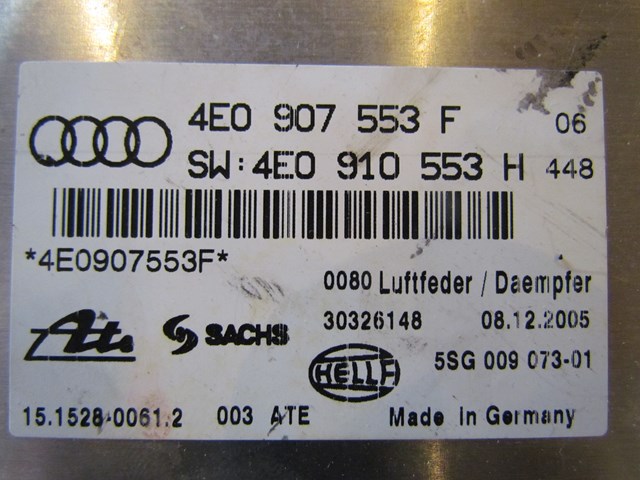 4E0 907 553 F 06
SW:4E0 910 553 H 448
*4E0907553F*
0080 Luftfeder / Daempfer
Ate SACHS 30326148 08.12.2005
HELLA 5SG 009 073-01
15.1528-0061.2 003 ATE Made in Germany